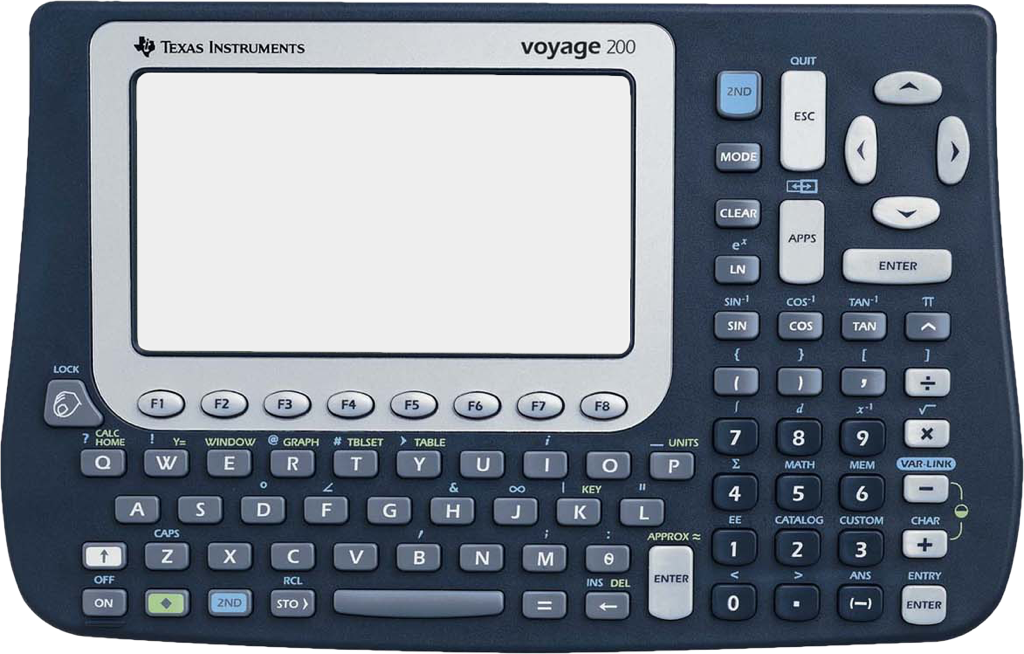 TEXAS INSTRUMENTS
voyage 200
QUIT
2ND
ESC
MODE
CLEAR
APPS
eˣ
LN
ENTER
SIN⁻¹ COS⁻¹ TAN⁻¹ π
SIN COS TAN ^
{ } [ ]
( ) , ÷
∫ d x⁻¹ √
7 8 9 ×
LOCK
F1 F2 F3 F4 F5 F6 F7 F8
? CALC HOME ! Y= WINDOW @ GRAPH # TBLSET › TABLE i _ UNITS
Q W E R T Y U I O P
Σ MATH MEM VAR-LINK
4 5 6 −
° ∠ & ∞ | KEY "
A S D F G H J K L
EE CATALOG CUSTOM CHAR
1 2 3 +
CAPS ' ; : APPROX ≈
↑ Z X C V B N M θ ENTER
OFF RCL INS DEL
ON ◆ 2ND STO › = ←
< > ANS ENTRY
0 . (−) ENTER